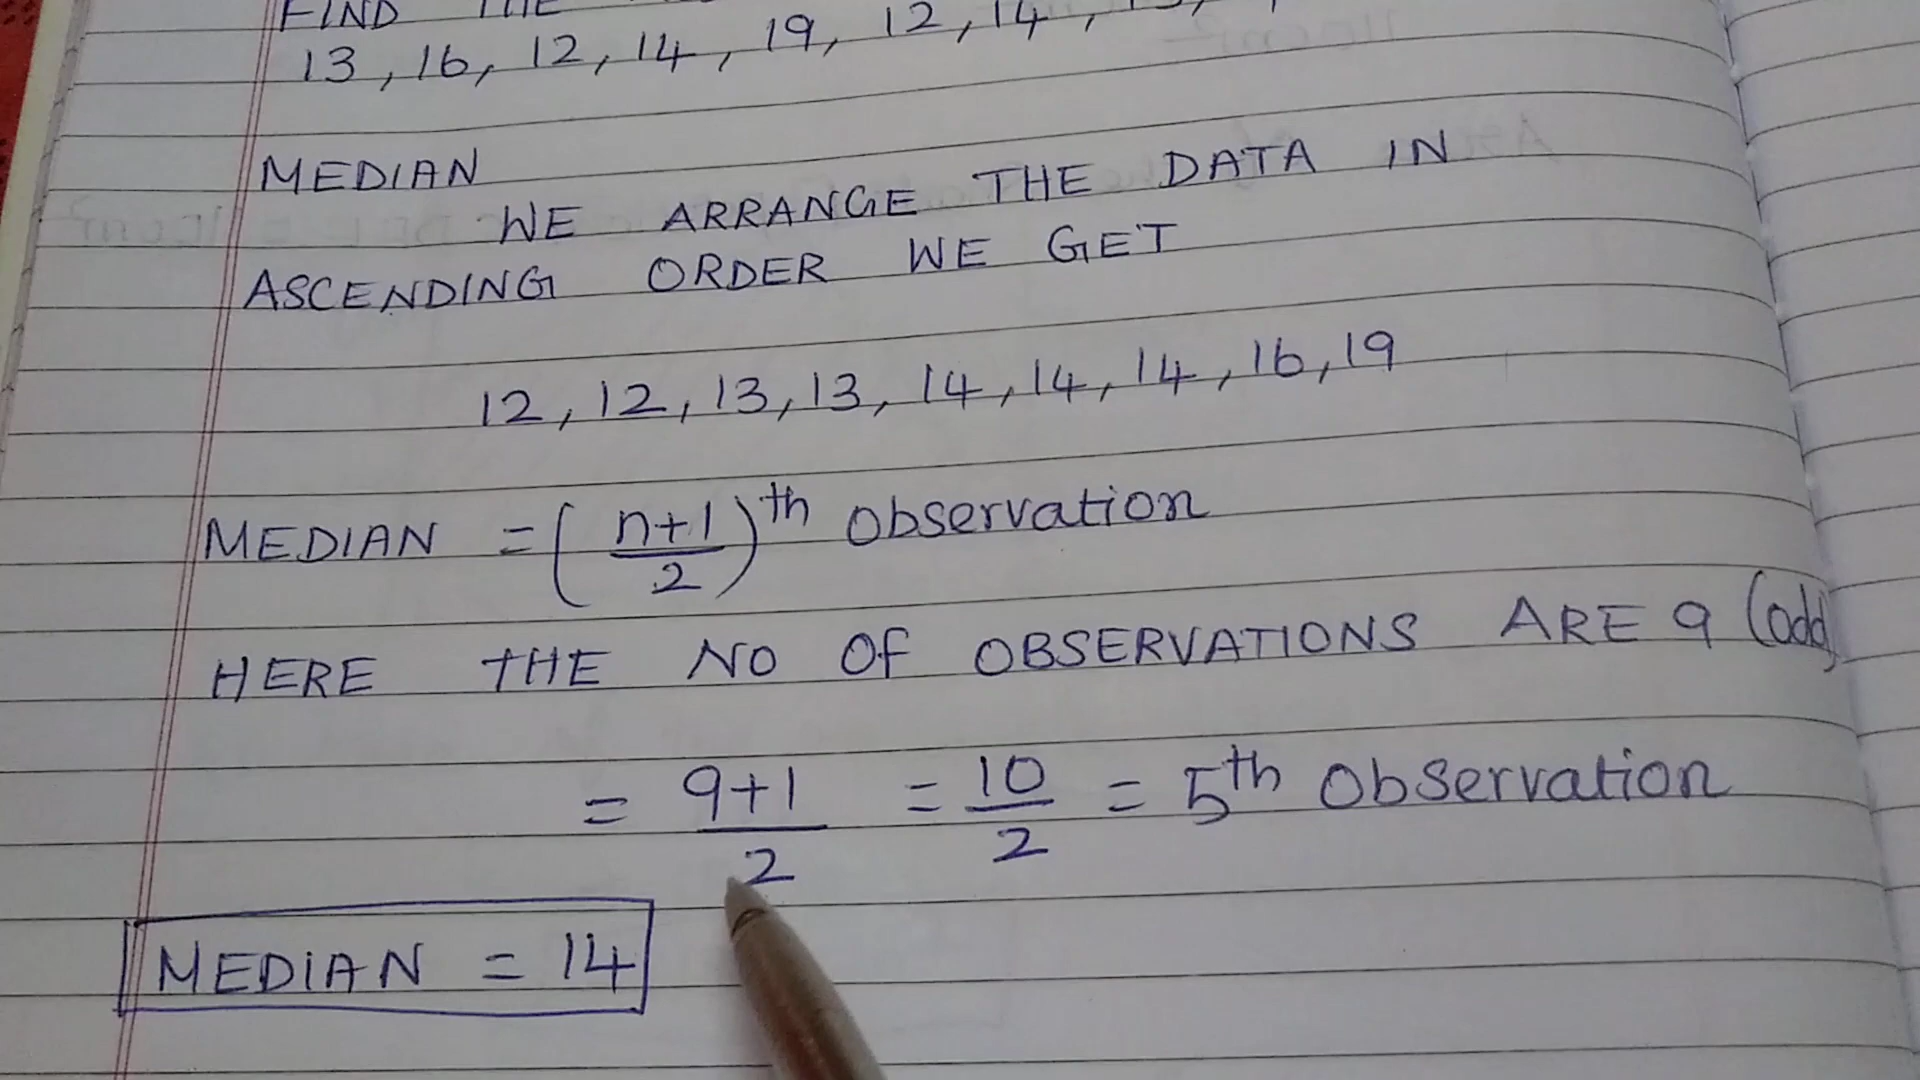 FIND THE
13, 16, 12, 14, 19, 12, 14,
MEDIAN
WE ARRANGE THE DATA IN
ASCENDING ORDER WE GET
12, 12, 13, 13, 14, 14, 14, 16, 19
MEDIAN = (n+1/2)th observation
HERE THE NO OF OBSERVATIONS ARE 9 (odd)
= 9+1/2 = 10/2 = 5th observation
MEDIAN = 14